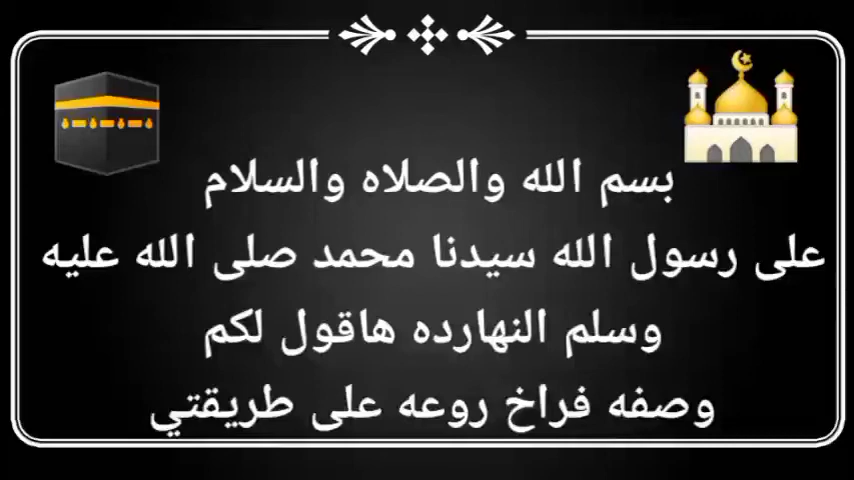 بسم الله والصلاه والسلام
على رسول الله سيدنا محمد صلى الله عليه
وسلم النهارده هاقول لكم
وصفه فراخ روعه على طريقتي